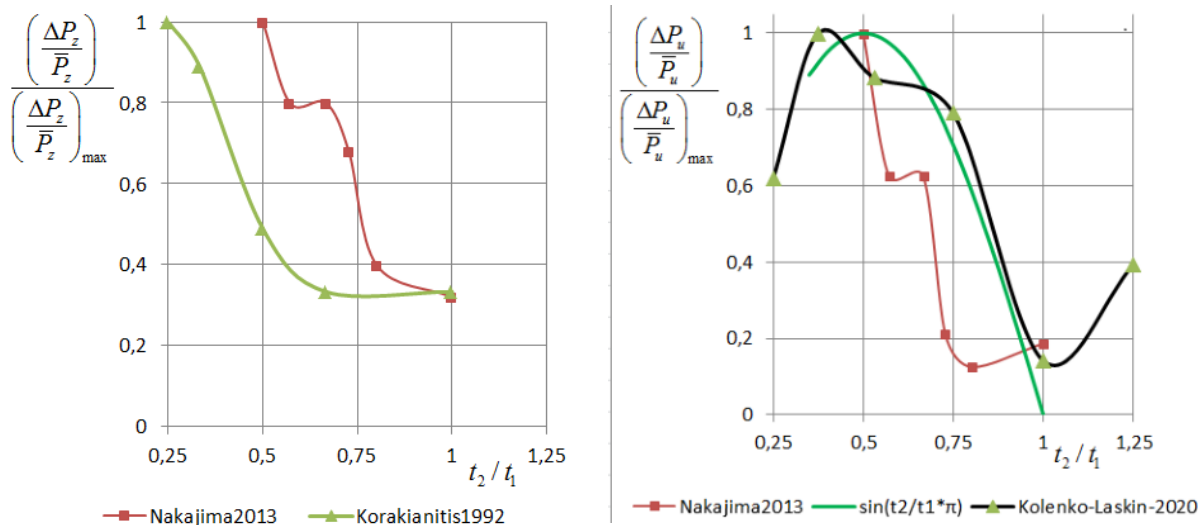 (ΔP_z / P̄_z)
(ΔP_z / P̄_z)_max
1
0,8
0,6
0,4
0,2
0
0,25 0,5 0,75 1 1,25
t_2 / t_1
Nakajima2013 Korakianitis1992
(ΔP_u / P̄_u)
(ΔP_u / P̄_u)_max
1
0,8
0,6
0,4
0,2
0
0,25 0,5 0,75 1 1,25
t_2 / t_1
Nakajima2013 sin(t2/t1*π) Kolenko-Laskin-2020